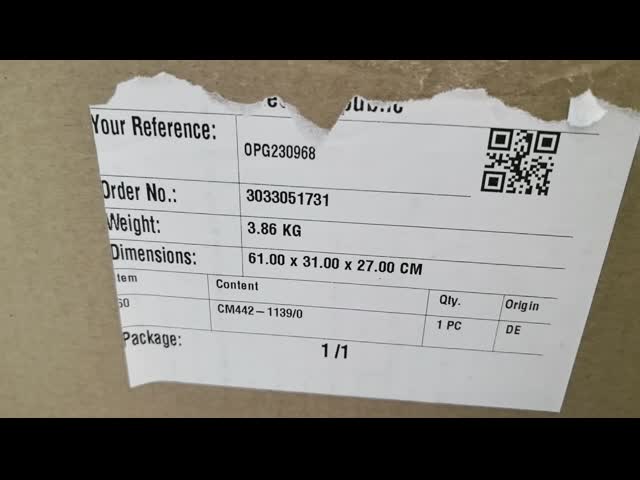 Your Reference: OPG230968
Order No.: 3033051731
Weight: 3.86 KG
Dimensions: 61.00 x 31.00 x 27.00 CM
Item Content Qty. Origin
CM442-1139/0 1 PC DE
Package: 1/1